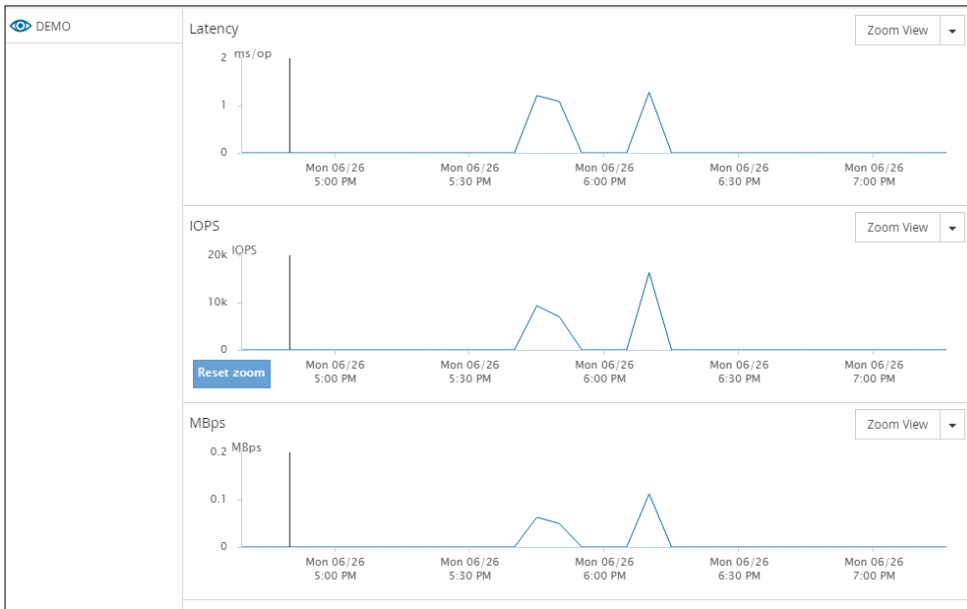 DEMO
Latency
Zoom View
ms/op
2
1
0
Mon 06/26 Mon 06/26 Mon 06/26 Mon 06/26 Mon 06/26
5:00 PM 5:30 PM 6:00 PM 6:30 PM 7:00 PM
IOPS
Zoom View
20k IOPS
10k
0
Reset zoom
Mon 06/26 Mon 06/26 Mon 06/26 Mon 06/26 Mon 06/26
5:00 PM 5:30 PM 6:00 PM 6:30 PM 7:00 PM
MBps
Zoom View
0.2 MBps
0.1
0
Mon 06/26 Mon 06/26 Mon 06/26 Mon 06/26 Mon 06/26
5:00 PM 5:30 PM 6:00 PM 6:30 PM 7:00 PM